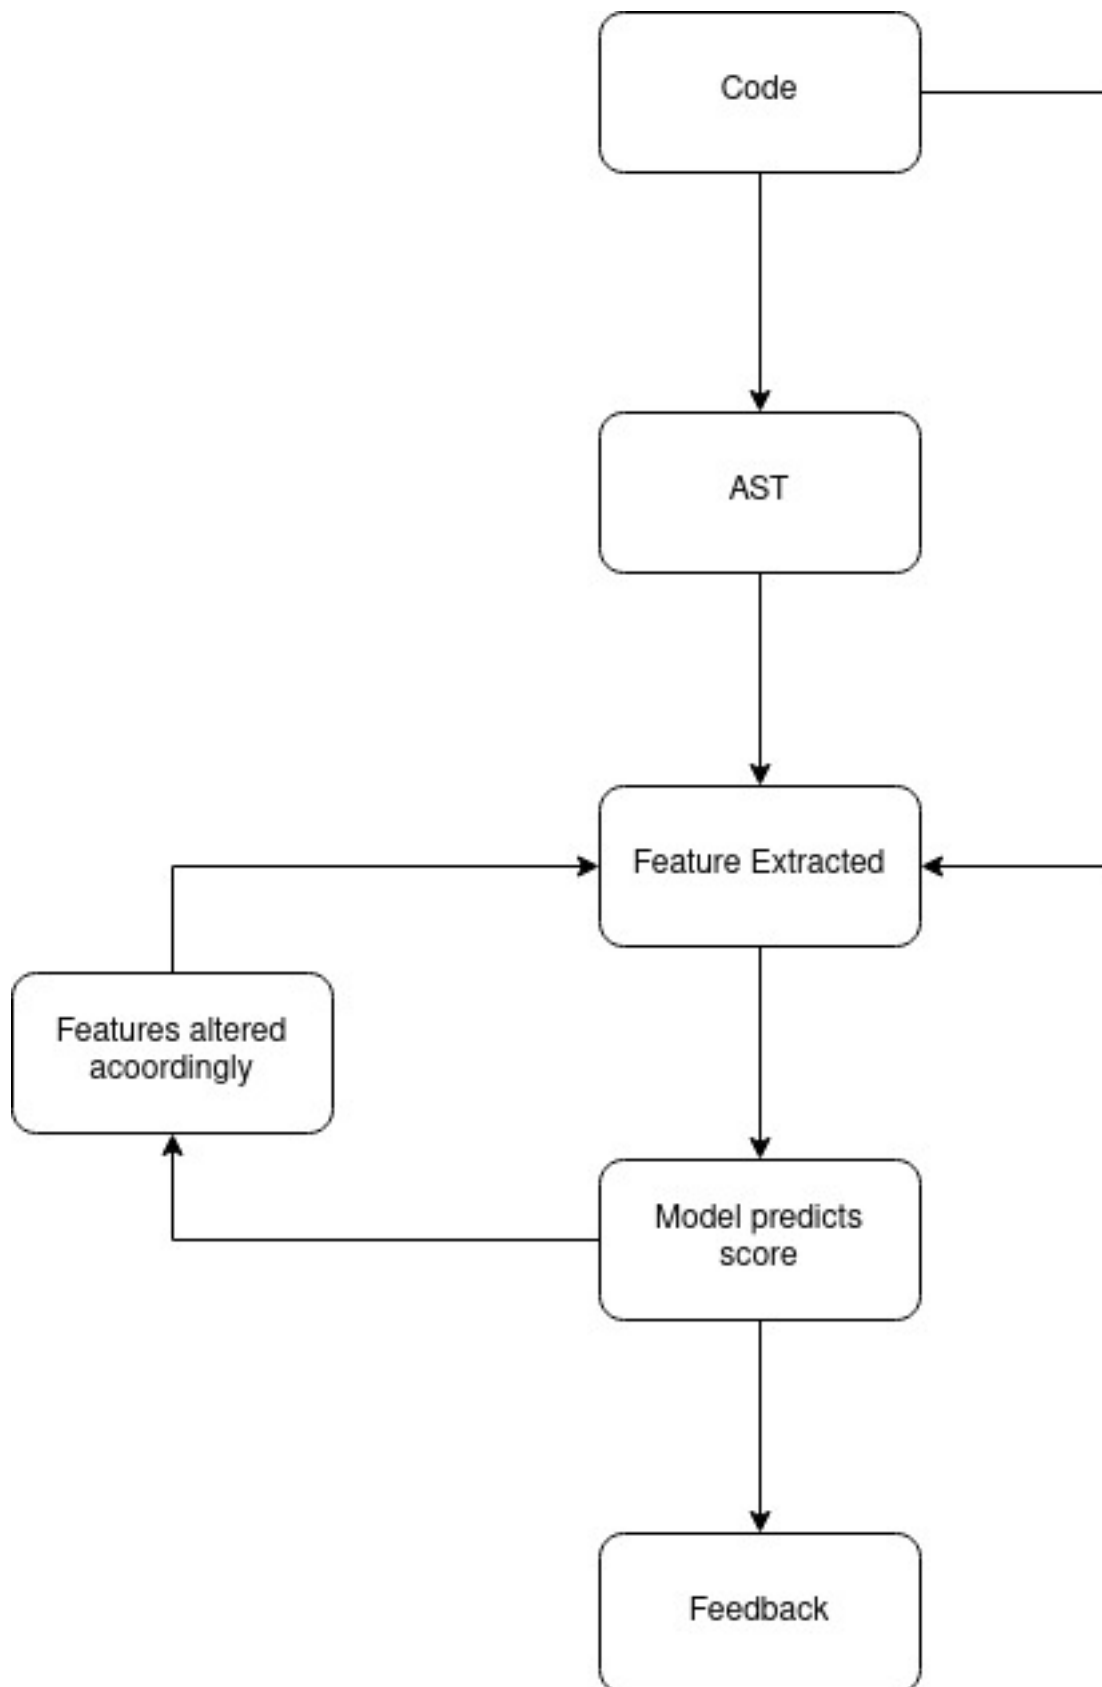 Code
AST
Feature Extracted
Features altered
acoordingly
Model predicts
score
Feedback